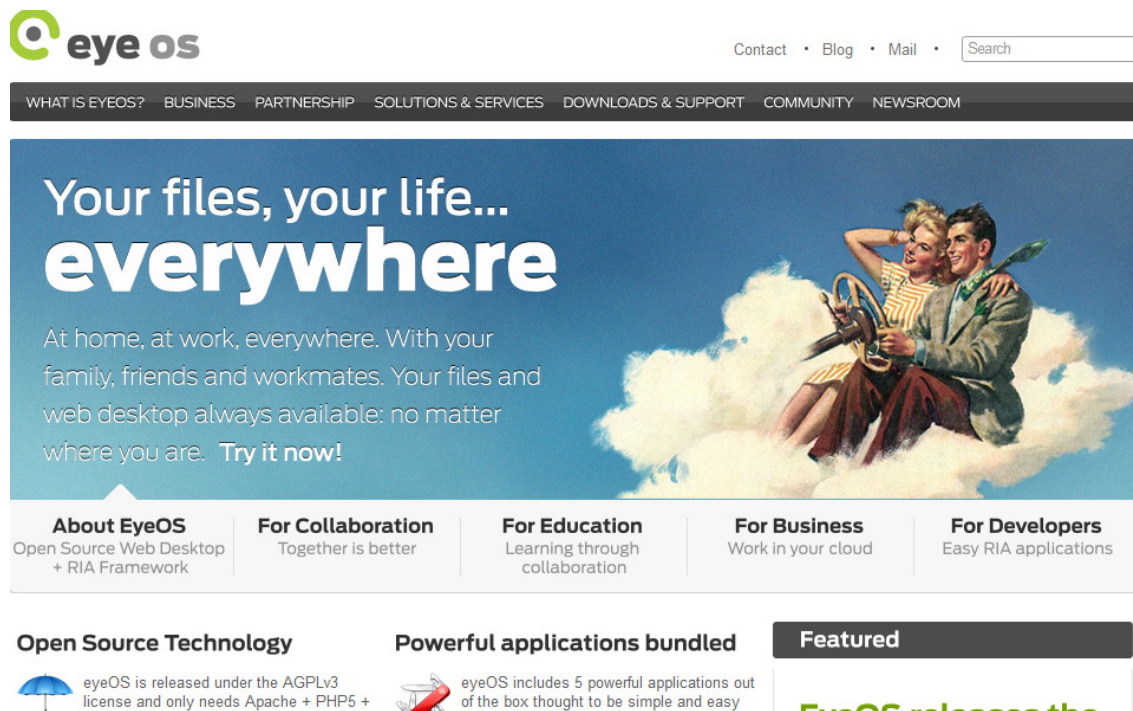 eye os
Contact • Blog • Mail •
Search
WHAT IS EYEOS? BUSINESS PARTNERSHIP SOLUTIONS & SERVICES DOWNLOADS & SUPPORT COMMUNITY NEWSROOM
Your files, your life...
everywhere
At home, at work, everywhere. With your
family, friends and workmates. Your files and
web desktop always available: no matter
where you are. Try it now!
About EyeOS
Open Source Web Desktop
+ RIA Framework
For Collaboration
Together is better
For Education
Learning through
collaboration
For Business
Work in your cloud
For Developers
Easy RIA applications
Open Source Technology
eyeOS is released under the AGPLv3
license and only needs Apache + PHP5 +
Powerful applications bundled
eyeOS includes 5 powerful applications out
of the box thought to be simple and easy
Featured
EyeOS releases the